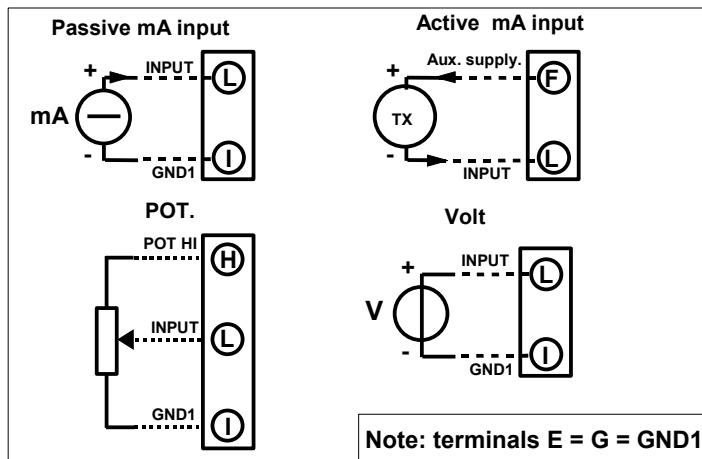 Passive mA input
+
INPUT
L
mA
-
GND1
I
Active mA input
Aux. supply.
+
F
TX
-
INPUT
L
POT.
POT HI
H
INPUT
L
GND1
I
Volt
INPUT
+
L
V
-
GND1
I
Note: terminals E = G = GND1